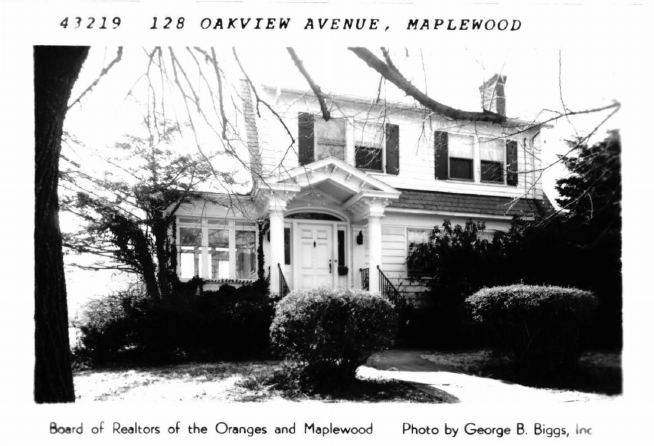 43219 128 OAKVIEW AVENUE, MAPLEWOOD
Board of Realtors of the Oranges and Maplewood Photo by George B. Biggs, Inc